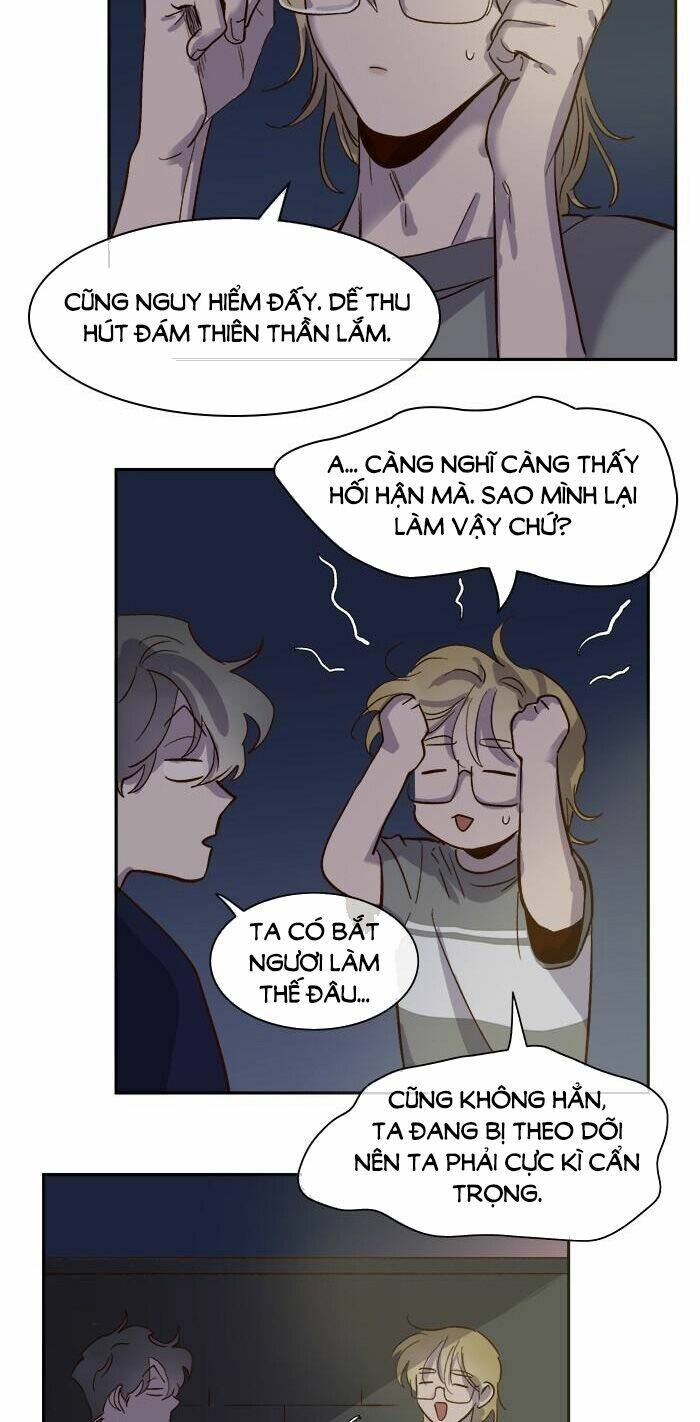 CŨNG NGUY HIỂM ĐẤY. DỄ THU
HÚT ĐÁM THIÊN THẦN LẮM.
A... CÀNG NGHĨ CÀNG THẤY
HỐI HẬN MÀ. SAO MÌNH LẠI
LÀM VẬY CHỨ?
TA CÓ BẮT
NGƯƠI LÀM
THẾ ĐÂU...
CŨNG KHÔNG HẲN,
TA ĐANG BỊ THEO DÕI
NÊN TA PHẢI CỰC KÌ CẨN
TRỌNG.